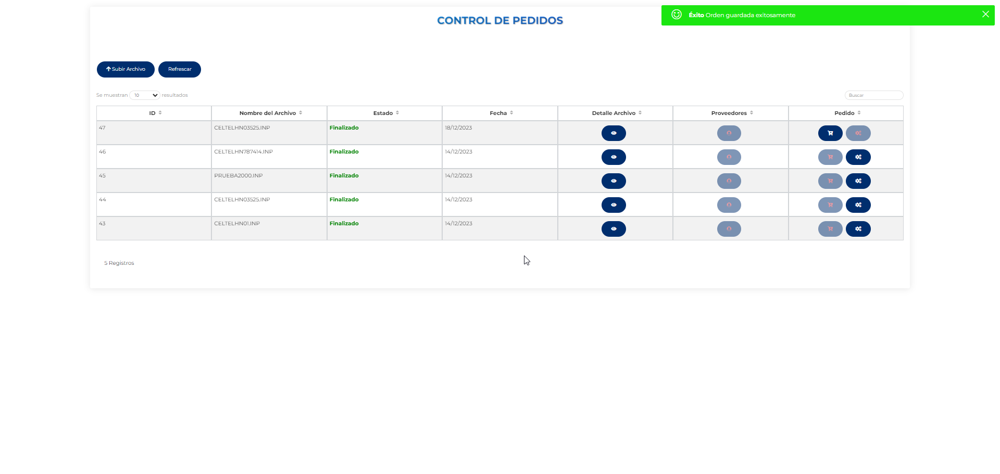 CONTROL DE PEDIDOS
Éxito Orden guardada exitosamente
Subir Archivo Refrescar
Se muestran 10 resultados Buscar
ID Nombre del Archivo Estado Fecha Detalle Archivo Proveedores Pedido
47 CELTELHN03525.INP Finalizado 18/12/2023
46 CELTELHN787414.INP Finalizado 14/12/2023
45 PRUEBA2000.INP Finalizado 14/12/2023
44 CELTELHN03525.INP Finalizado 14/12/2023
43 CELTELHN01.INP Finalizado 14/12/2023
5 Registros